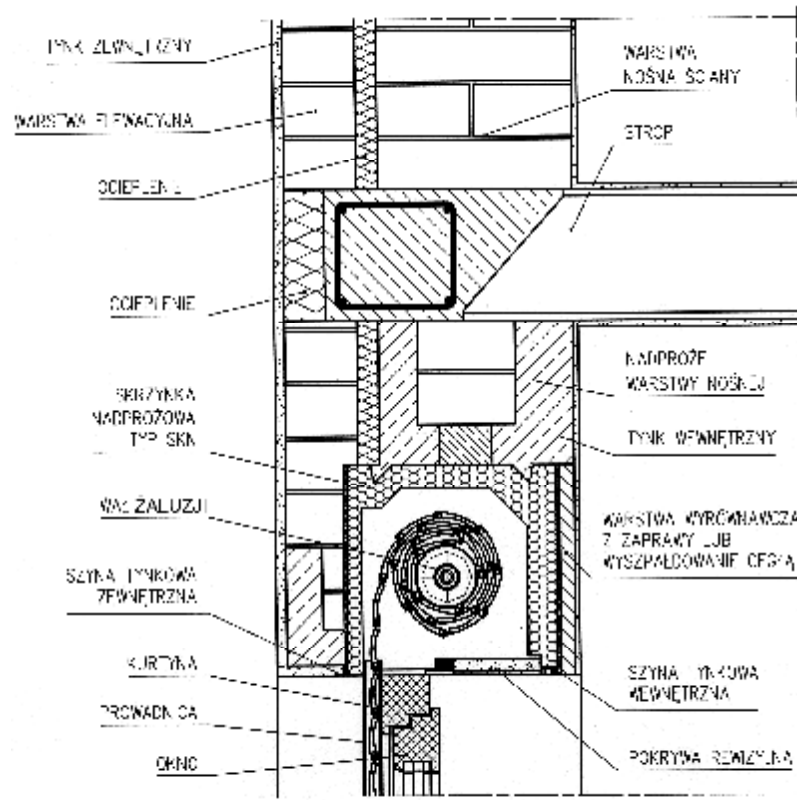 TYNK ZEWNĘTRZNY
WARSTWA ELEWACYJNA
OCIEPLENIE
OCIEPLENIE
SKRZYNKA
NADPROŻOWA
TYP SKN
WAŁ ŻALUZJI
SZYNA TYNKOWA
ZEWNĘTRZNA
KURTYNA
PROWADNICA
OKNO
WARSTWA
NOŚNA ŚCIANY
STROP
NADPROŻE
WARSTWY NOŚNEJ
TYNK WEWNĘTRZNY
WARSTWA WYRÓWNAWCZA
Z ZAPRAWY LUB
WYSZPAŁDOWANIE CEGŁĄ
SZYNA TYNKOWA
WEWNĘTRZNA
POKRYWA REWIZYJNA